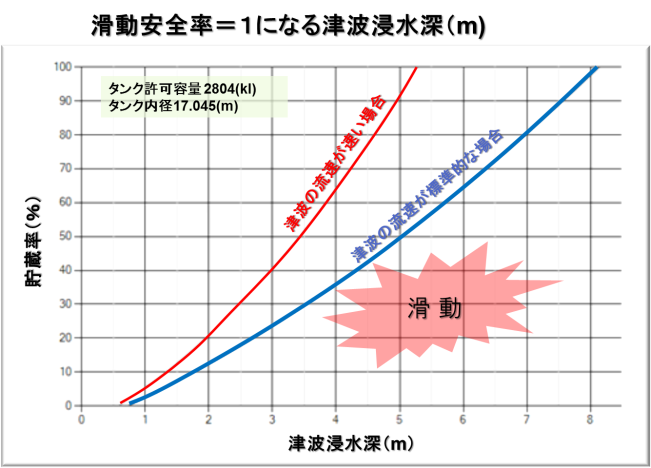 滑動安全率＝１になる津波浸水深（m)
タンク許可容量2804(kl)
タンク内径17.045(m)
津波の流速が速い場合
津波の流速が標準的な場合
滑 動
貯蔵率（%）
100
90
80
70
60
50
40
30
20
10
0
0 1 2 3 4 5 6 7 8
津波浸水深（m）